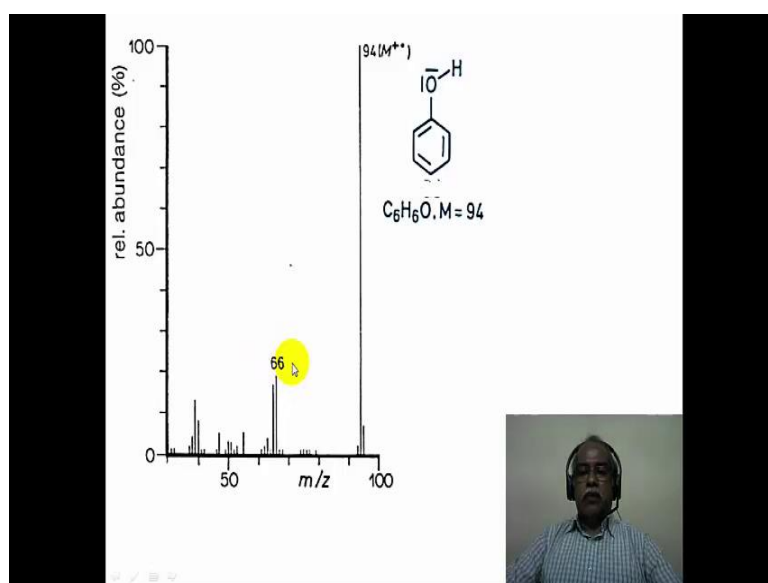 100
94(M+•)
rel. abundance (%)
H
|O
C6H6O, M=94
50
66
0
50
m/z
100